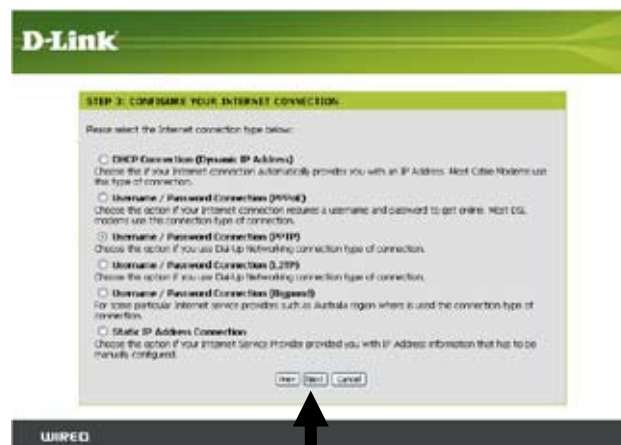 D-Link
STEP 3: CONFIGURE YOUR INTERNET CONNECTION
Please select the Internet connection type below:
DHCP Connection (Dynamic IP Address)
Choose this if your Internet connection automatically provides you with an IP Address. Most Cable Modems use
this type of connection.
Username / Password Connection (PPPoE)
Choose this option if your Internet connection requires a username and password to get online. Most DSL
modems use this connection type of connection.
Username / Password Connection (PPTP)
Choose this option if you use Dial-Up Networking connection type of connection.
Username / Password Connection (L2TP)
Choose this option if you use Dial-Up Networking connection type of connection.
Username / Password Connection (Bigpond)
For some particular Internet service providers such as Australia region where is used the connection type of
connection.
Static IP Address Connection
Choose this option if your Internet Service Provider provided you with IP Address information that has to be
manually configured.
Prev Next Cancel
WIRED